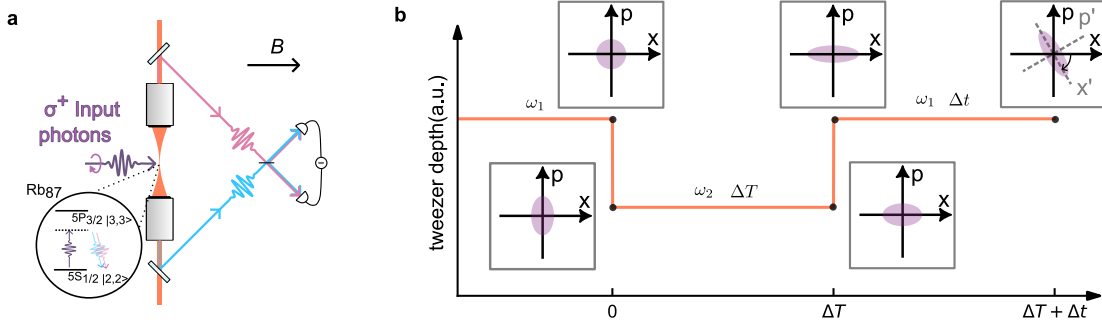 a
B
σ⁺ Input
photons
Rb87
5P3/2 |3,3>
5S1/2 |2,2>
b
tweezer depth(a.u.)
p
x
p
x
p
x
p'
x'
ω₁
ω₁ Δt
p
x
ω₂ ΔT
p
x
0
ΔT
ΔT + Δt